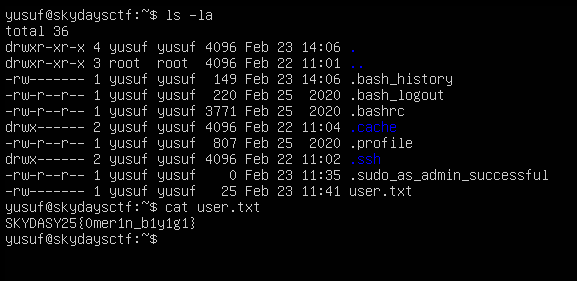 yusuf@skydaysctf:~$ ls -la
total 36
drwxr-xr-x 4 yusuf yusuf 4096 Feb 23 14:06 .
drwxr-xr-x 3 root  root  4096 Feb 22 11:01 ..
-rw------- 1 yusuf yusuf  149 Feb 23 14:06 .bash_history
-rw-r--r-- 1 yusuf yusuf  220 Feb 25  2020 .bash_logout
-rw-r--r-- 1 yusuf yusuf 3771 Feb 25  2020 .bashrc
drwx------ 2 yusuf yusuf 4096 Feb 22 11:04 .cache
-rw-r--r-- 1 yusuf yusuf  807 Feb 25  2020 .profile
drwx------ 2 yusuf yusuf 4096 Feb 22 11:02 .ssh
-rw-r--r-- 1 yusuf yusuf    0 Feb 23 11:35 .sudo_as_admin_successful
-rw-r--r-- 1 yusuf yusuf   25 Feb 23 11:41 user.txt
yusuf@skydaysctf:~$ cat user.txt
SKYDASY25{0mer1n_b1y1g1}
yusuf@skydaysctf:~$